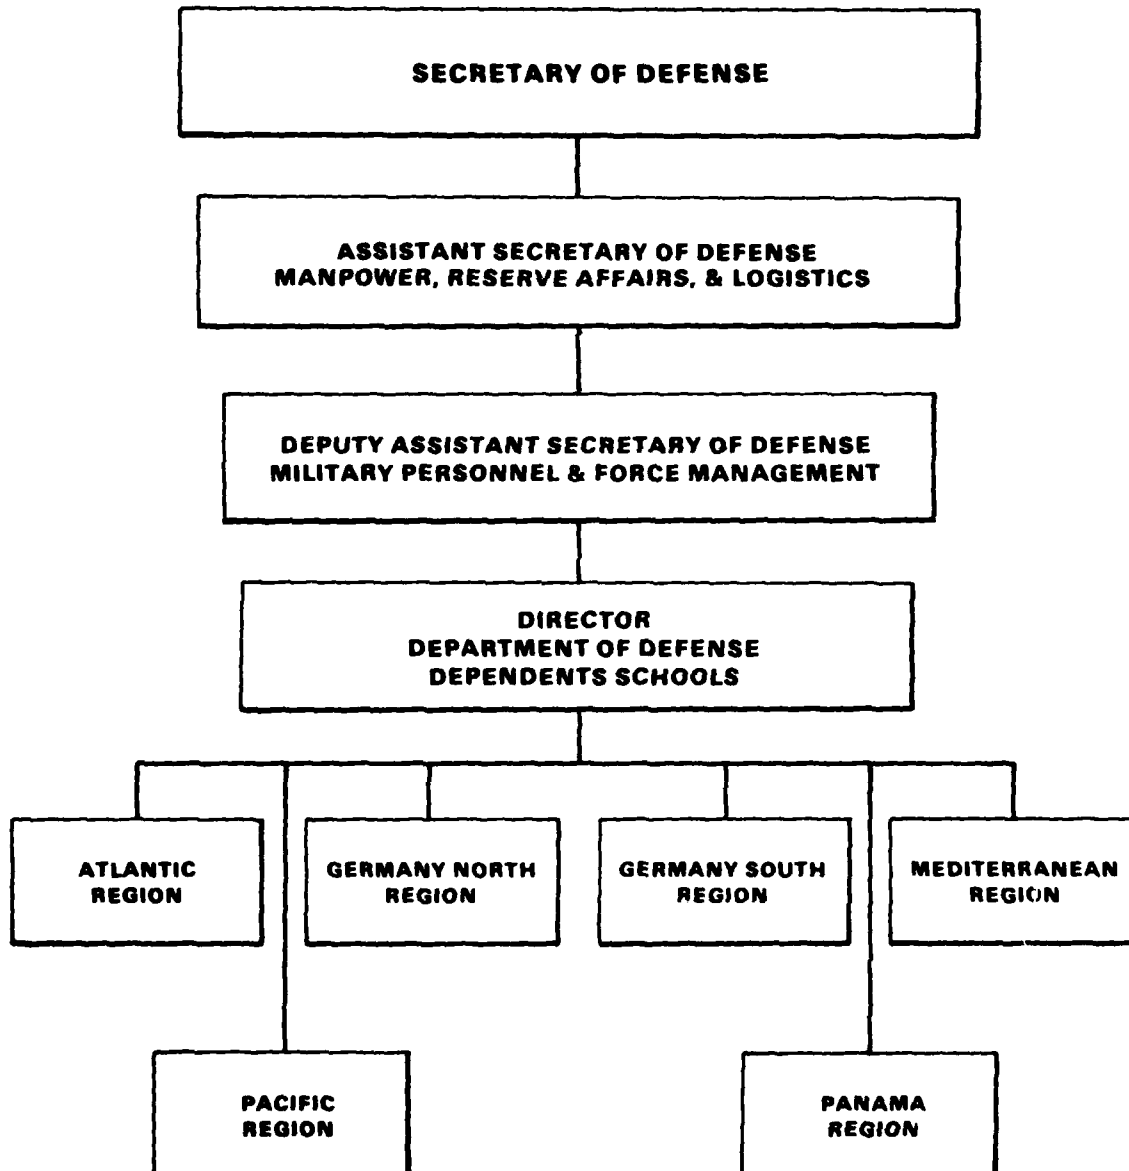 SECRETARY OF DEFENSE
ASSISTANT SECRETARY OF DEFENSE
MANPOWER, RESERVE AFFAIRS, & LOGISTICS
DEPUTY ASSISTANT SECRETARY OF DEFENSE
MILITARY PERSONNEL & FORCE MANAGEMENT
DIRECTOR
DEPARTMENT OF DEFENSE
DEPENDENTS SCHOOLS
ATLANTIC
REGION
GERMANY NORTH
REGION
GERMANY SOUTH
REGION
MEDITERRANEAN
REGION
PACIFIC
REGION
PANAMA
REGION